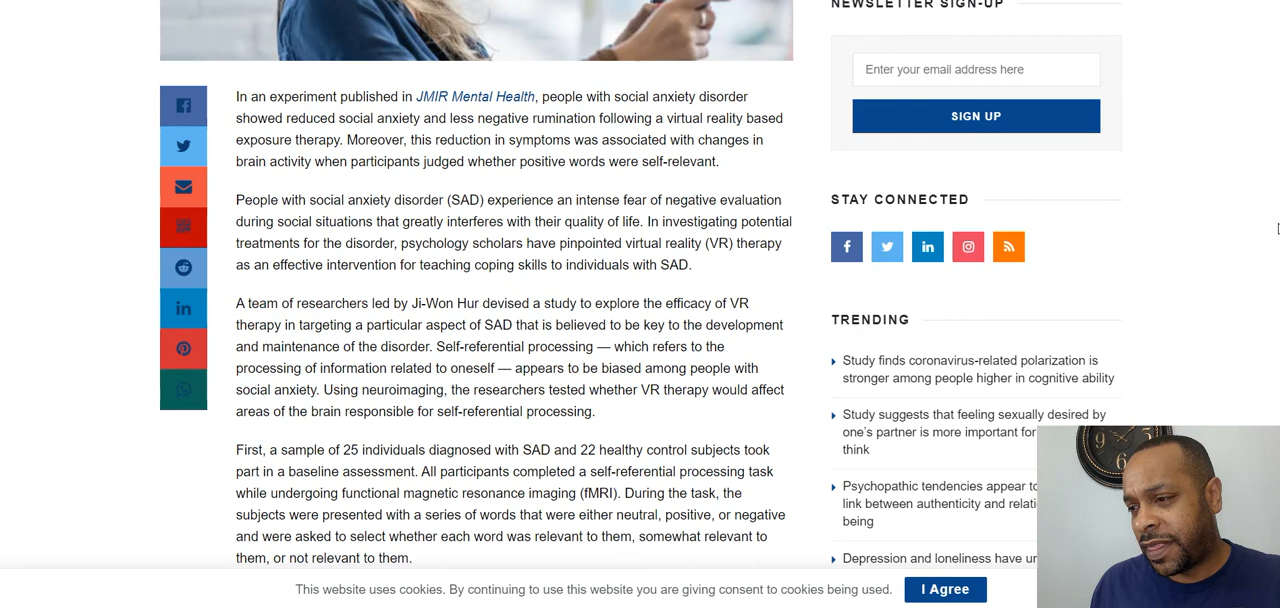 NEWSLETTER SIGN-UP
Enter your email address here
SIGN UP
In an experiment published in JMIR Mental Health, people with social anxiety disorder
showed reduced social anxiety and less negative rumination following a virtual reality based
exposure therapy. Moreover, this reduction in symptoms was associated with changes in
brain activity when participants judged whether positive words were self-relevant.
People with social anxiety disorder (SAD) experience an intense fear of negative evaluation
during social situations that greatly interferes with their quality of life. In investigating potential
treatments for the disorder, psychology scholars have pinpointed virtual reality (VR) therapy
as an effective intervention for teaching coping skills to individuals with SAD.
A team of researchers led by Ji-Won Hur devised a study to explore the efficacy of VR
therapy in targeting a particular aspect of SAD that is believed to be key to the development
and maintenance of the disorder. Self-referential processing — which refers to the
processing of information related to oneself — appears to be biased among people with
social anxiety. Using neuroimaging, the researchers tested whether VR therapy would affect
areas of the brain responsible for self-referential processing.
First, a sample of 25 individuals diagnosed with SAD and 22 healthy control subjects took
part in a baseline assessment. All participants completed a self-referential processing task
while undergoing functional magnetic resonance imaging (fMRI). During the task, the
subjects were presented with a series of words that were either neutral, positive, or negative
and were asked to select whether each word was relevant to them, somewhat relevant to
them, or not relevant to them.
STAY CONNECTED
TRENDING
Study finds coronavirus-related polarization is
stronger among people higher in cognitive ability
Study suggests that feeling sexually desired by
one's partner is more important for
think
Psychopathic tendencies appear to
link between authenticity and relati
being
Depression and loneliness have un
9
This website uses cookies. By continuing to use this website you are giving consent to cookies being used.
I Agree